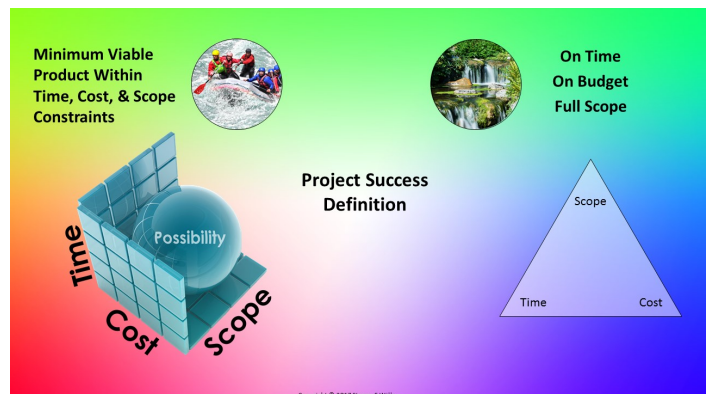 Minimum Viable
Product Within
Time, Cost, & Scope
Constraints
On Time
On Budget
Full Scope
Project Success
Definition
Possibility
Time
Cost
Scope
Scope
Time
Cost